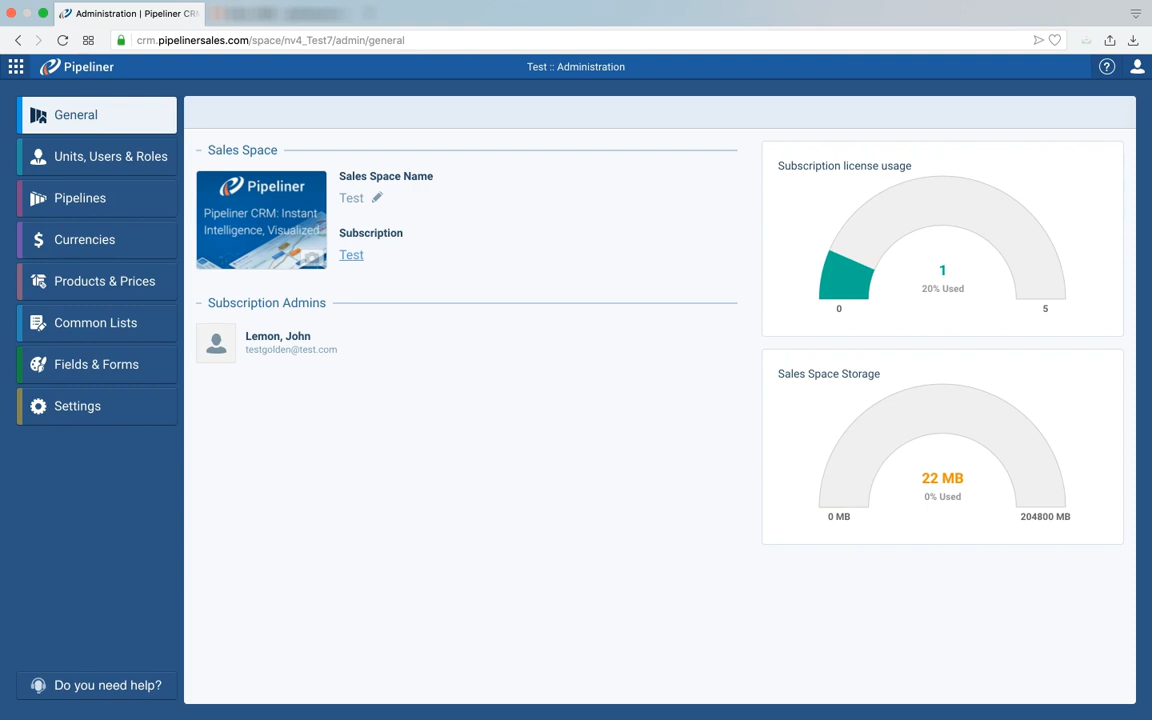 Administration | Pipeliner CR
crm.pipelinersales.com/space/nv4_Test7/admin/general
Pipeliner
Test :: Administration
General
Units, Users & Roles
Pipelines
Currencies
Products & Prices
Common Lists
Fields & Forms
Settings
Do you need help?
Sales Space
Pipeliner
Pipeliner CRM: Instant
Intelligence, Visualized
Sales Space Name
Test
Subscription
Test
Subscription Admins
Lemon, John
testgolden@test.com
Subscription license usage
1
20% Used
0
5
Sales Space Storage
22 MB
0% Used
0 MB
204800 MB